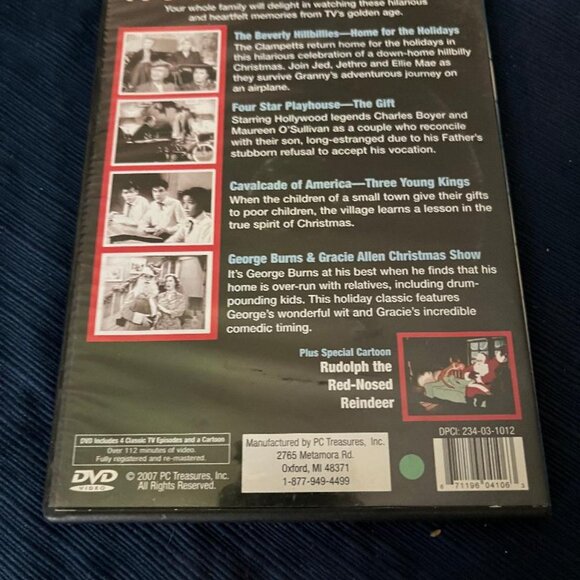 Your whole family will delight in watching these hilarious
and heartfelt memories from TV's golden age.
The Beverly Hillbillies—Home for the Holidays
The Clampetts return home for the holidays in
this hilarious celebration of a down-home hillbilly
Christmas. Join Jed, Jethro and Ellie Mae as
they survive Granny's adventurous journey on
an airplane.
Four Star Playhouse—The Gift
Starring Hollywood legends Charles Boyer and
Maureen O'Sullivan as a couple who reconcile
with their son, long-estranged due to his Father's
stubborn refusal to accept his vocation.
Cavalcade of America—Three Young Kings
When the children of a small town give their gifts
to poor children, the village learns a lesson in the
true spirit of Christmas.
George Burns & Gracie Allen Christmas Show
It's George Burns at his best when he finds that his
home is over-run with relatives, including drum-
pounding kids. This holiday classic features
George's wonderful wit and Gracie's incredible
comedic timing.
Plus Special Cartoon
Rudolph the
Red-Nosed
Reindeer
DPCI: 234-03-1012
DVD Includes 4 Classic TV Episodes and a Cartoon
Over 112 minutes of video.
Fully registered and re-mastered.
DVD
VIDEO
© 2007 PC Treasures, Inc.
All Rights Reserved.
Manufactured by PC Treasures, Inc.
2765 Metamora Rd.
Oxford, MI 48371
1-877-949-4499
6 71196 04106 3